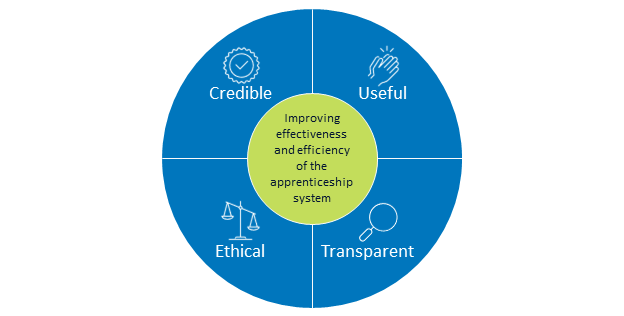 Credible
Useful
Improving
effectiveness
and efficiency
of the
apprenticeship
system
Ethical
Transparent